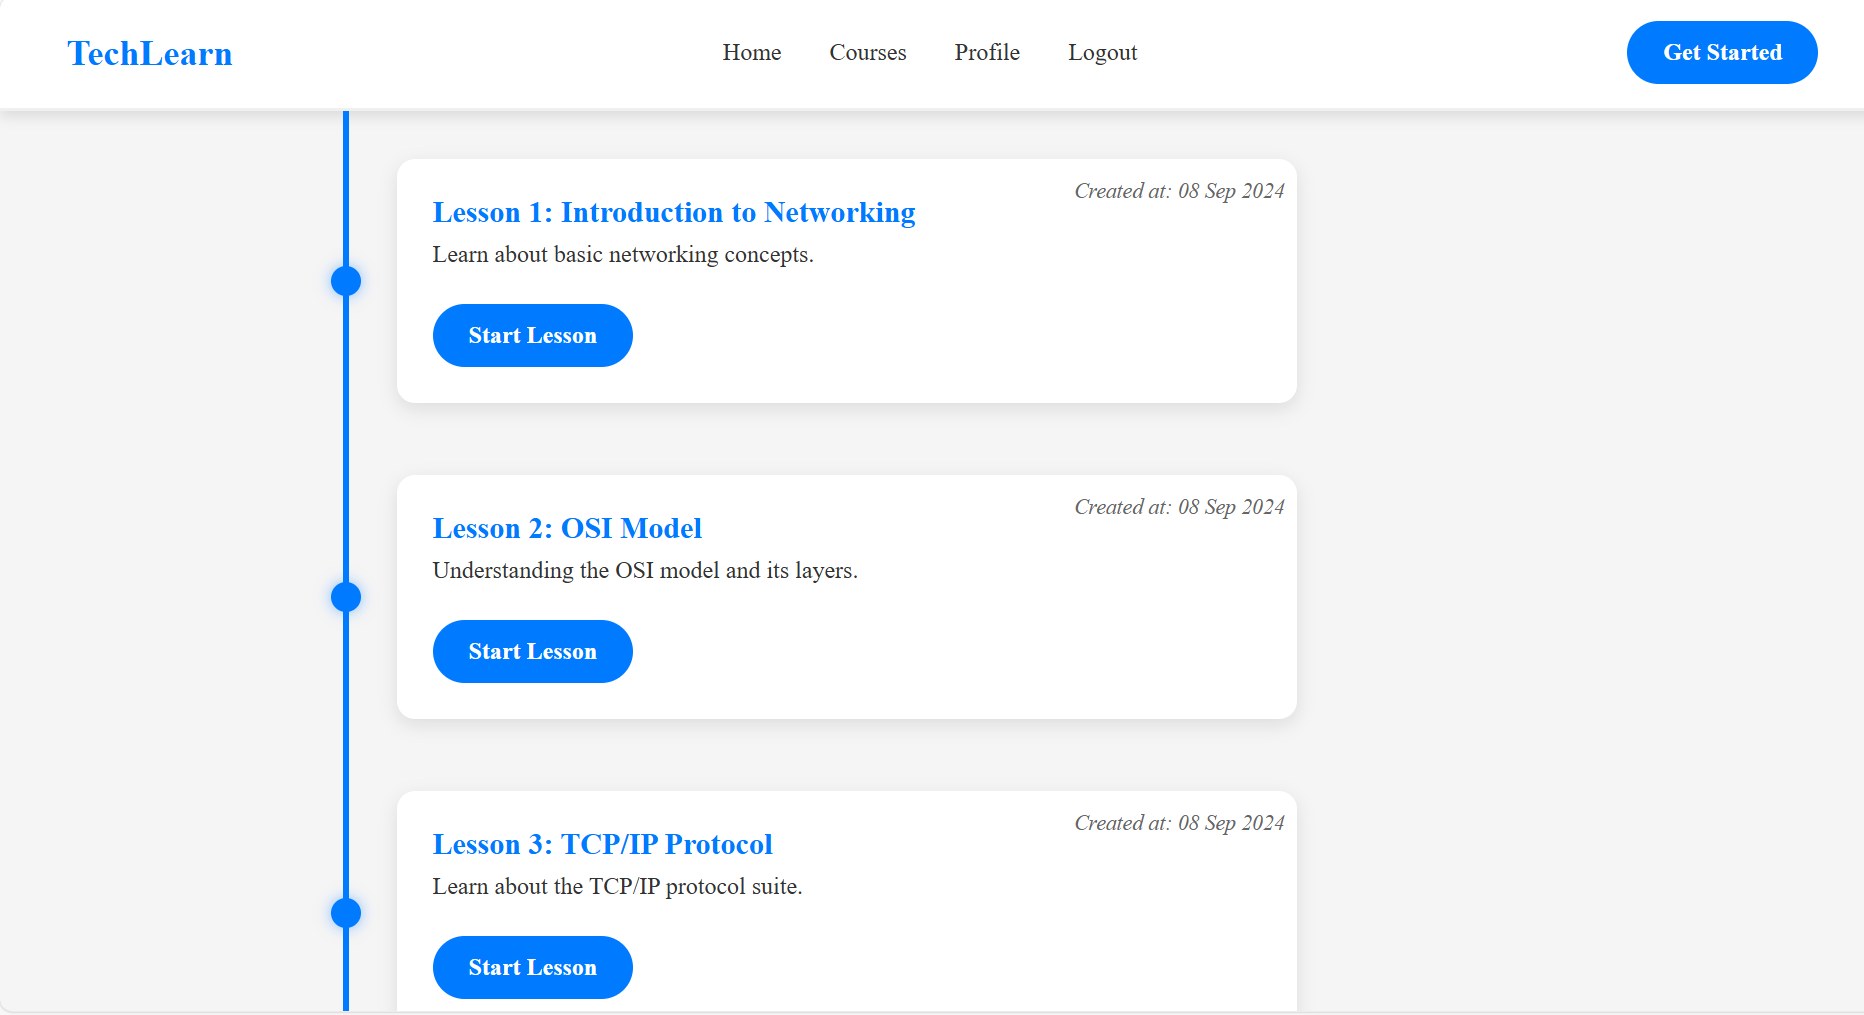 TechLearn
Home
Courses
Profile
Logout
Get Started
Created at: 08 Sep 2024
Lesson 1: Introduction to Networking
Learn about basic networking concepts.
Start Lesson
Created at: 08 Sep 2024
Lesson 2: OSI Model
Understanding the OSI model and its layers.
Start Lesson
Created at: 08 Sep 2024
Lesson 3: TCP/IP Protocol
Learn about the TCP/IP protocol suite.
Start Lesson